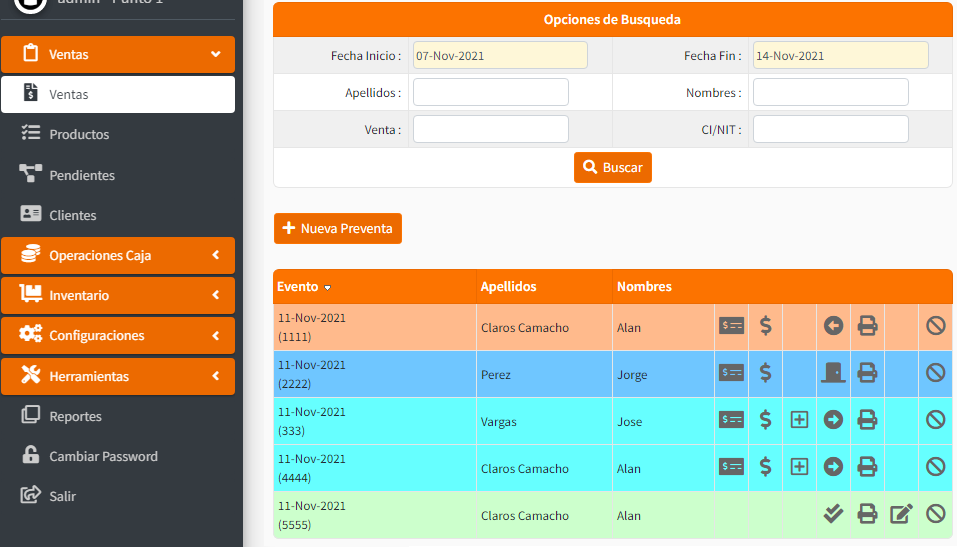 admin - Punto 1
Ventas
Ventas
Productos
Pendientes
Clientes
Operaciones Caja
Inventario
Configuraciones
Herramientas
Reportes
Cambiar Password
Salir
Opciones de Busqueda
Fecha Inicio : 07-Nov-2021 Fecha Fin : 14-Nov-2021
Apellidos : Nombres :
Venta : CI/NIT :
Buscar
Nueva Preventa
Evento Apellidos Nombres
11-Nov-2021
(1111) Claros Camacho Alan
11-Nov-2021
(2222) Perez Jorge
11-Nov-2021
(333) Vargas Jose
11-Nov-2021
(4444) Claros Camacho Alan
11-Nov-2021
(5555) Claros Camacho Alan